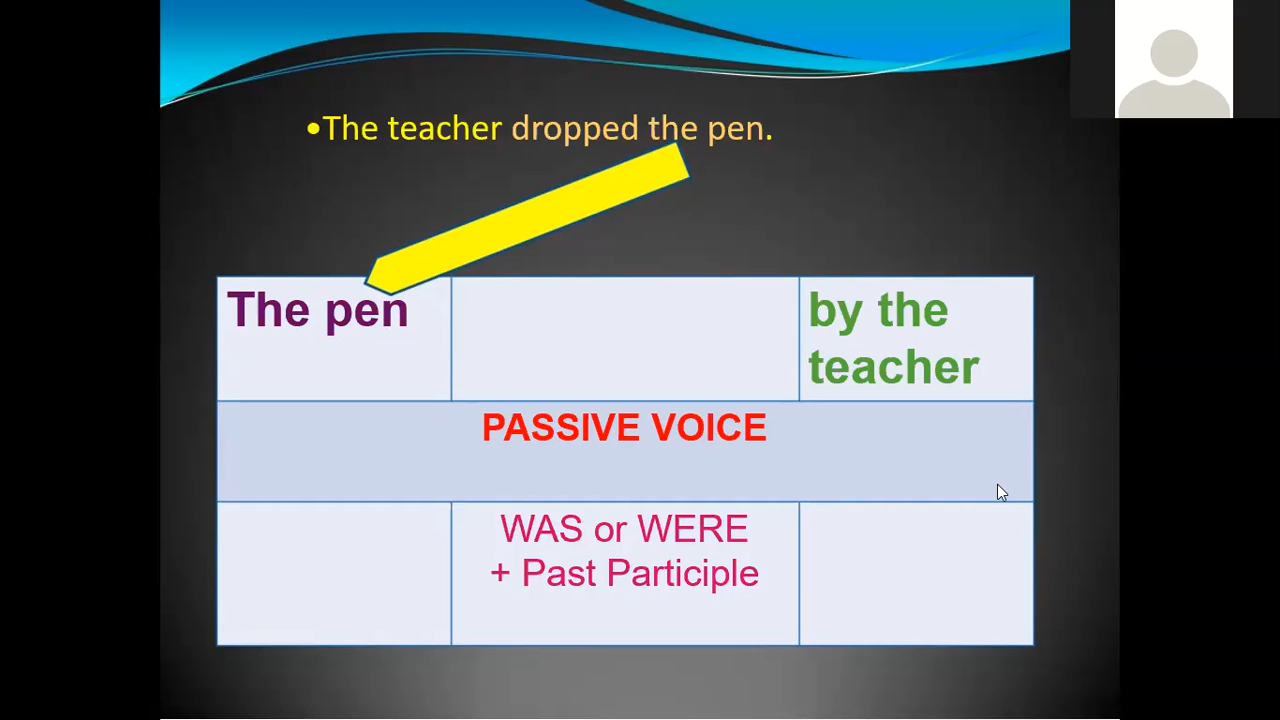 •The teacher dropped the pen.
The pen
by the
teacher
PASSIVE VOICE
WAS or WERE
+ Past Participle